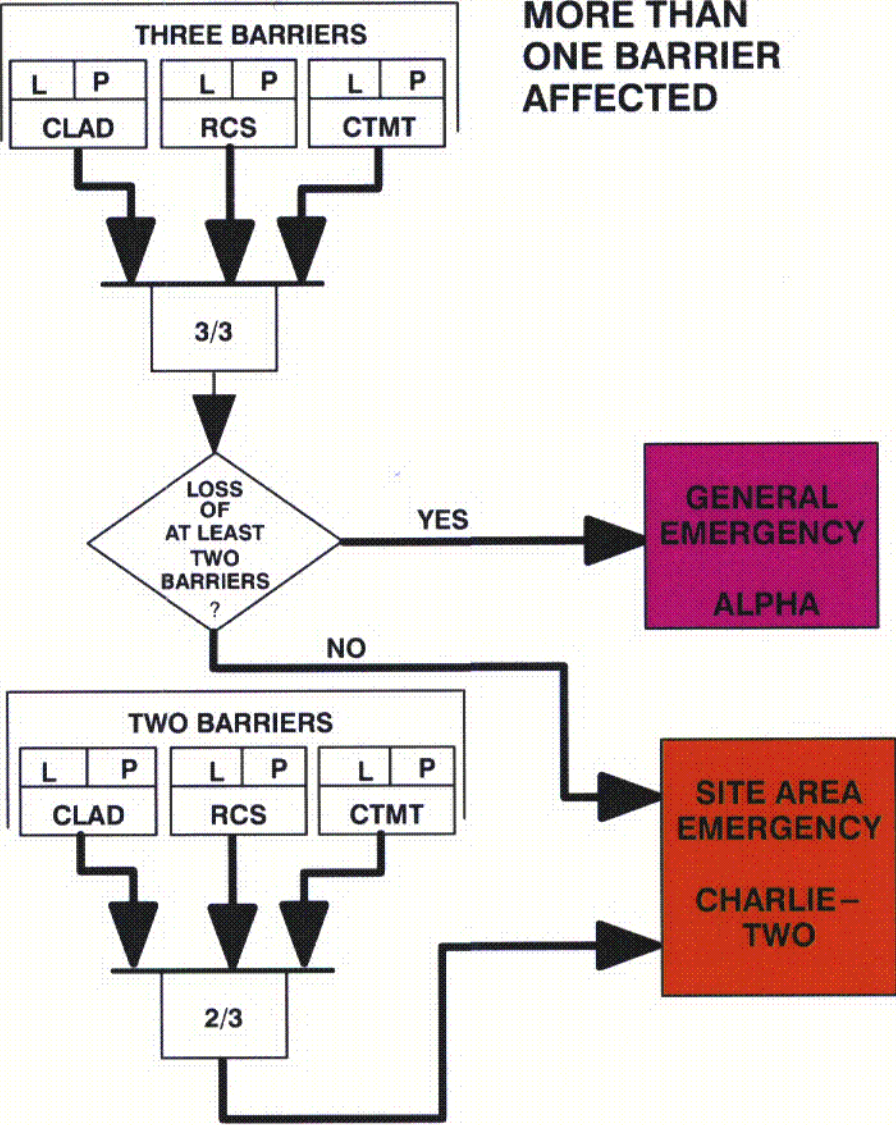 MORE THAN
ONE BARRIER
AFFECTED
THREE BARRIERS
L P L P L P
CLAD RCS CTMT
3/3
LOSS
OF
AT LEAST
TWO
BARRIERS
?
YES
GENERAL
EMERGENCY
ALPHA
NO
TWO BARRIERS
L P L P L P
CLAD RCS CTMT
2/3
SITE AREA
EMERGENCY
CHARLIE–
TWO